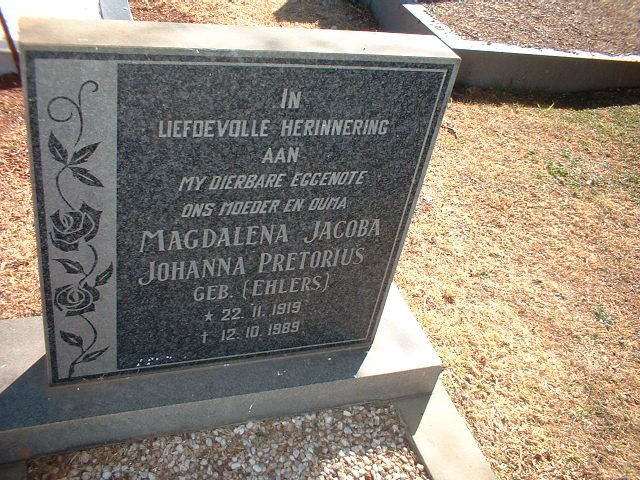 IN
LIEFDEVOLLE HERINNERING
AAN
MY DIERBARE EGGENOTE
ONS MOEDER EN OUMA
MAGDALENA JACOBA
JOHANNA PRETORIUS
GEB. (EHLERS)
* 22. 11. 1919
† 12. 10. 1989